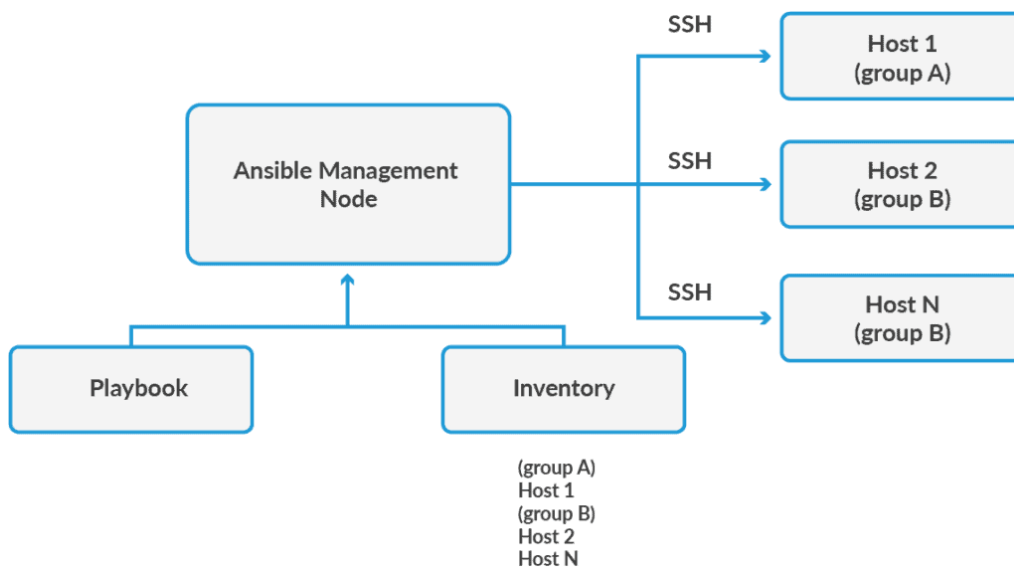 SSH
Host 1
(group A)
Ansible Management
Node
SSH
Host 2
(group B)
SSH
Host N
(group B)
Playbook
Inventory
(group A)
Host 1
(group B)
Host 2
Host N